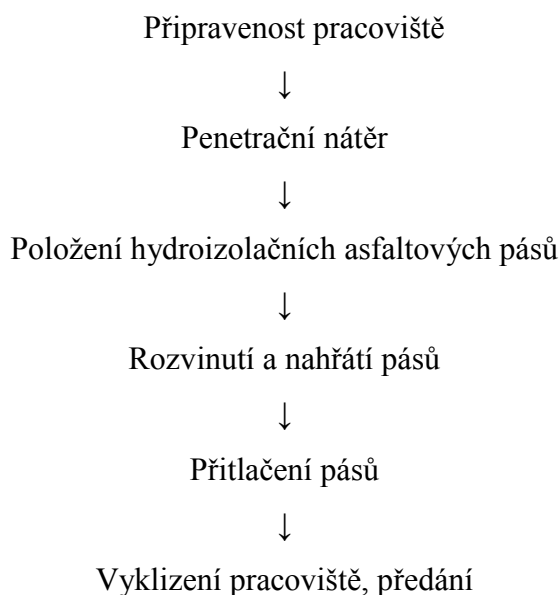 Připravenost pracoviště
↓
Penetrační nátěr
↓
Položení hydroizolačních asfaltových pásů
↓
Rozvinutí a nahřátí pásů
↓
Přitlačení pásů
↓
Vyklizení pracoviště, předání